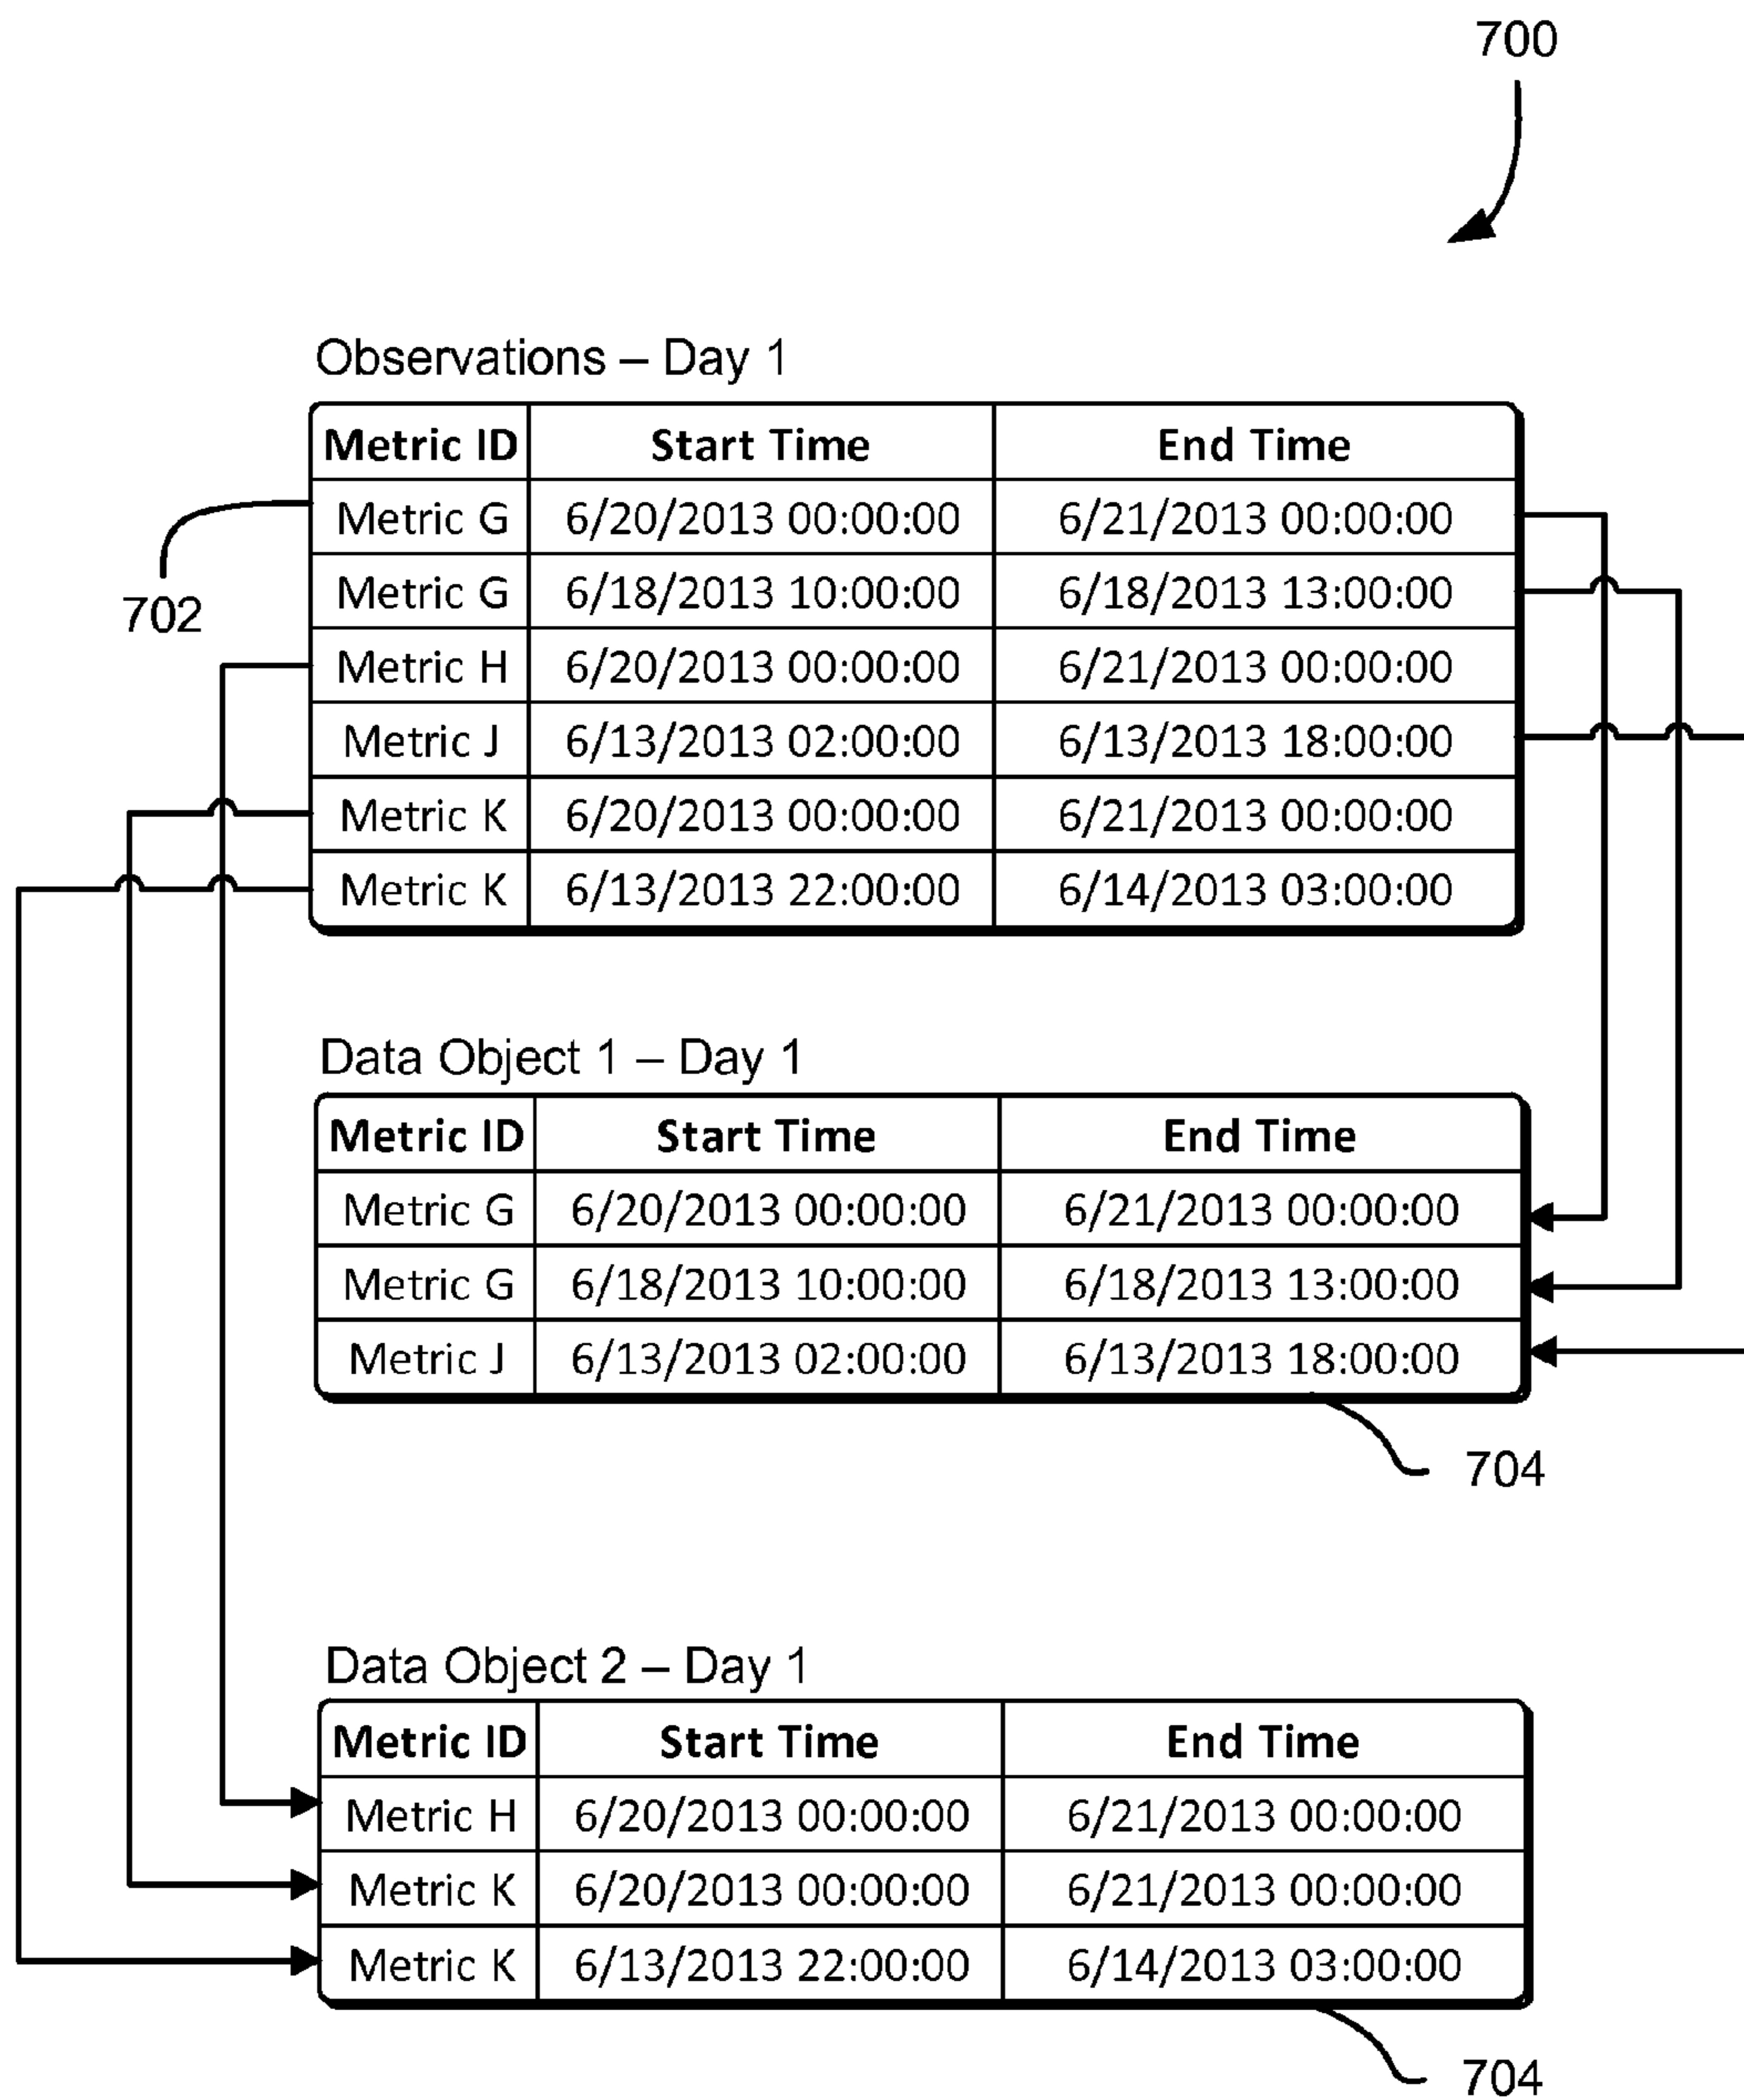 700
Observations – Day 1
Metric ID Start Time End Time
Metric G 6/20/2013 00:00:00 6/21/2013 00:00:00
702
Metric G 6/18/2013 10:00:00 6/18/2013 13:00:00
Metric H 6/20/2013 00:00:00 6/21/2013 00:00:00
Metric J 6/13/2013 02:00:00 6/13/2013 18:00:00
Metric K 6/20/2013 00:00:00 6/21/2013 00:00:00
Metric K 6/13/2013 22:00:00 6/14/2013 03:00:00
Data Object 1 – Day 1
Metric ID Start Time End Time
Metric G 6/20/2013 00:00:00 6/21/2013 00:00:00
Metric G 6/18/2013 10:00:00 6/18/2013 13:00:00
Metric J 6/13/2013 02:00:00 6/13/2013 18:00:00
704
Data Object 2 – Day 1
Metric ID Start Time End Time
Metric H 6/20/2013 00:00:00 6/21/2013 00:00:00
Metric K 6/20/2013 00:00:00 6/21/2013 00:00:00
Metric K 6/13/2013 22:00:00 6/14/2013 03:00:00
704